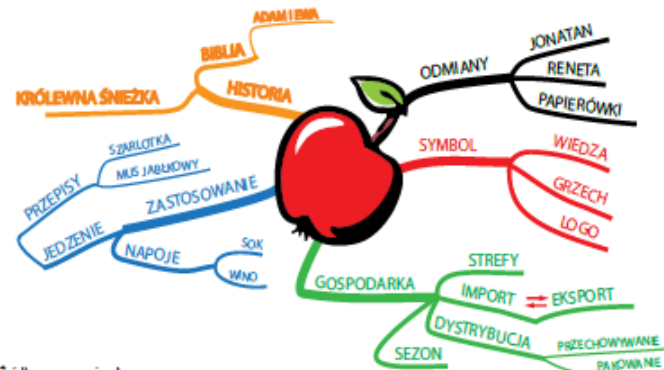 ADAM I EWA
BIBLIA
HISTORIA
KRÓLEWNA ŚNIEŻKA
ODMIANY
JONATAN
RENETA
PAPIERÓWKI
SYMBOL
WIEDZA
GRZECH
LOGO
SZARLOTKA
MUS JABŁKOWY
PRZEPISY
ZASTOSOWANIE
JEDZENIE
NAPOJE
SOK
WINO
GOSPODARKA
STREFY
IMPORT ⇌ EKSPORT
DYSTRYBUCJA
PRZECHOWYWANIE
PAKOWANIE
SEZON